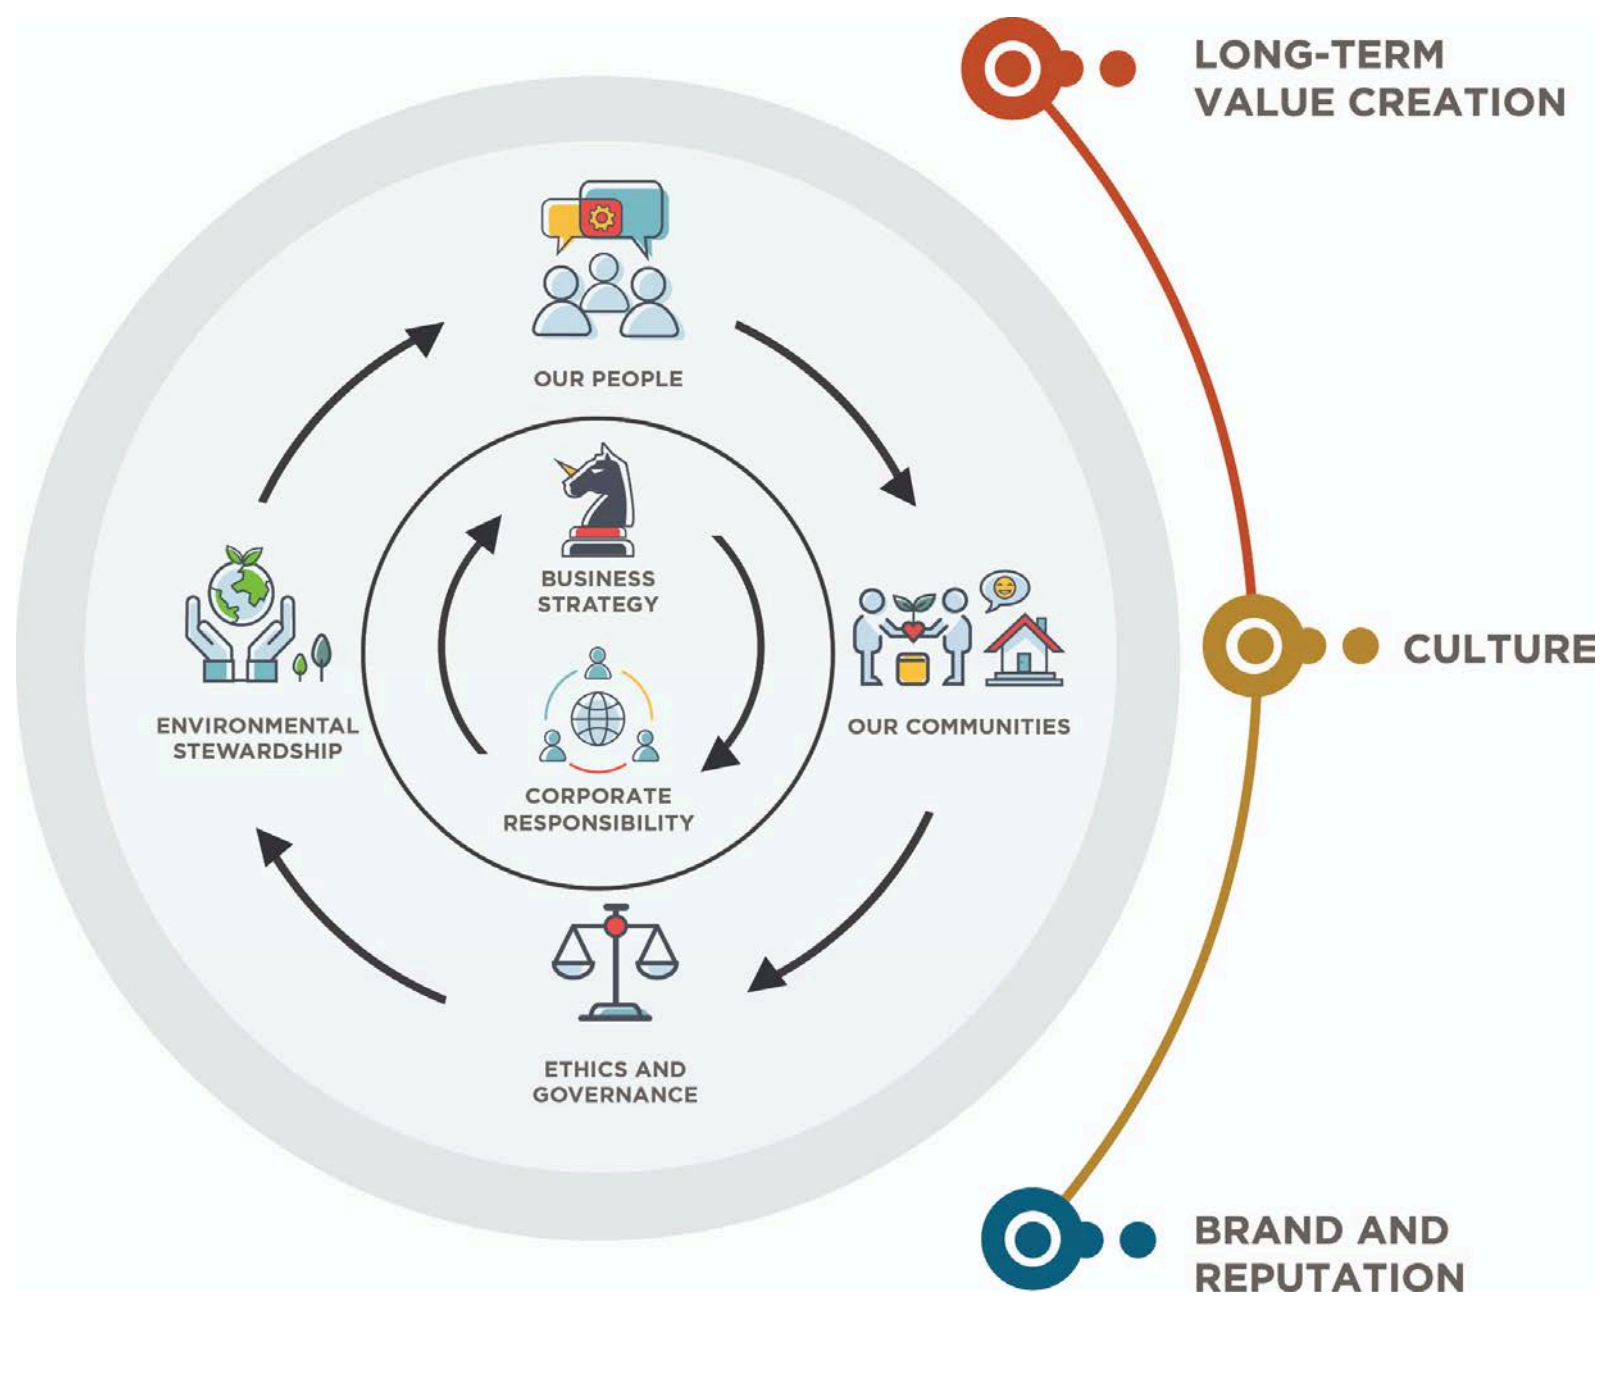 LONG-TERM
VALUE CREATION
OUR PEOPLE
BUSINESS
STRATEGY
CULTURE
ENVIRONMENTAL
STEWARDSHIP
OUR COMMUNITIES
CORPORATE
RESPONSIBILITY
ETHICS AND
GOVERNANCE
BRAND AND
REPUTATION